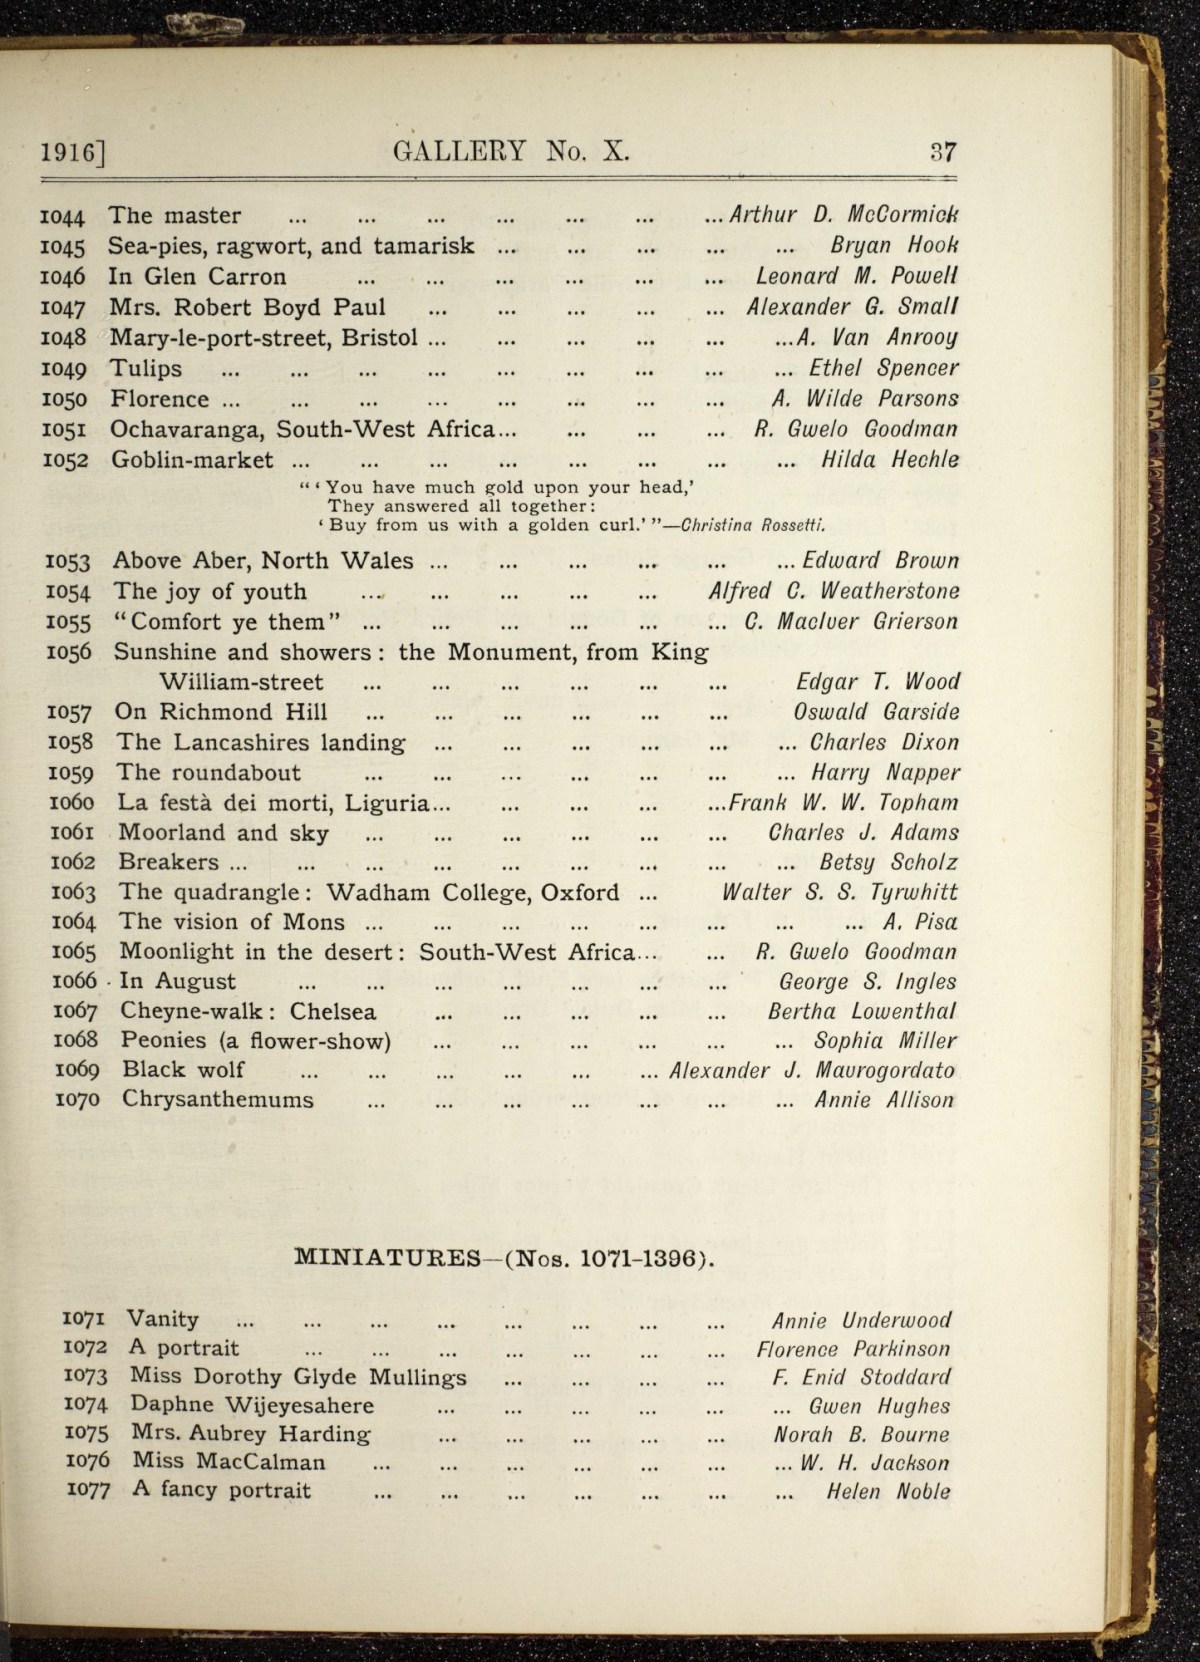 1916] GALLERY No. X. 37
1044 The master ... ... ... ... ... ... ... Arthur D. McCormick
1045 Sea-pies, ragwort, and tamarisk ... ... ... ... ... Bryan Hook
1046 In Glen Carron ... ... ... ... ... ... Leonard M. Powell
1047 Mrs. Robert Boyd Paul ... ... ... ... ... Alexander G. Small
1048 Mary-le-port-street, Bristol ... ... ... ... ... ...A. Van Anrooy
1049 Tulips ... ... ... ... ... ... ... ... ... Ethel Spencer
1050 Florence ... ... ... ... ... ... ... ... A. Wilde Parsons
1051 Ochavaranga, South-West Africa... ... ... ... R. Gwelo Goodman
1052 Goblin-market ... ... ... ... ... ... ... ... Hilda Hechle
"'You have much gold upon your head,'
They answered all together:
'Buy from us with a golden curl.'"—Christina Rossetti.
1053 Above Aber, North Wales ... ... ... ... ... ... Edward Brown
1054 The joy of youth ... ... ... ... ... Alfred C. Weatherstone
1055 "Comfort ye them" ... ... ... ... ... ... C. MacIver Grierson
1056 Sunshine and showers: the Monument, from King
William-street ... ... ... ... ... ... Edgar T. Wood
1057 On Richmond Hill ... ... ... ... ... ... Oswald Garside
1058 The Lancashires landing ... ... ... ... ... ... Charles Dixon
1059 The roundabout ... ... ... ... ... ... ... Harry Napper
1060 La festà dei morti, Liguria... ... ... ... ...Frank W. W. Topham
1061 Moorland and sky ... ... ... ... ... ... Charles J. Adams
1062 Breakers ... ... ... ... ... ... ... ... ... Betsy Scholz
1063 The quadrangle: Wadham College, Oxford ... Walter S. S. Tyrwhitt
1064 The vision of Mons ... ... ... ... ... ... ... ... A. Pisa
1065 Moonlight in the desert: South-West Africa... ... R. Gwelo Goodman
1066 In August ... ... ... ... ... ... ... George S. Ingles
1067 Cheyne-walk: Chelsea ... ... ... ... ... Bertha Lowenthal
1068 Peonies (a flower-show) ... ... ... ... ... ... Sophia Miller
1069 Black wolf ... ... ... ... ... ... Alexander J. Mavrogordato
1070 Chrysanthemums ... ... ... ... ... ... ... Annie Allison
MINIATURES—(Nos. 1071-1396).
1071 Vanity ... ... ... ... ... ... ... ... Annie Underwood
1072 A portrait ... ... ... ... ... ... ... Florence Parkinson
1073 Miss Dorothy Glyde Mullings ... ... ... ... F. Enid Stoddard
1074 Daphne Wijeyesahere ... ... ... ... ... ... Gwen Hughes
1075 Mrs. Aubrey Harding ... ... ... ... ... Norah B. Bourne
1076 Miss MacCalman ... ... ... ... ... ... ... W. H. Jackson
1077 A fancy portrait ... ... ... ... ... ... ... Helen Noble